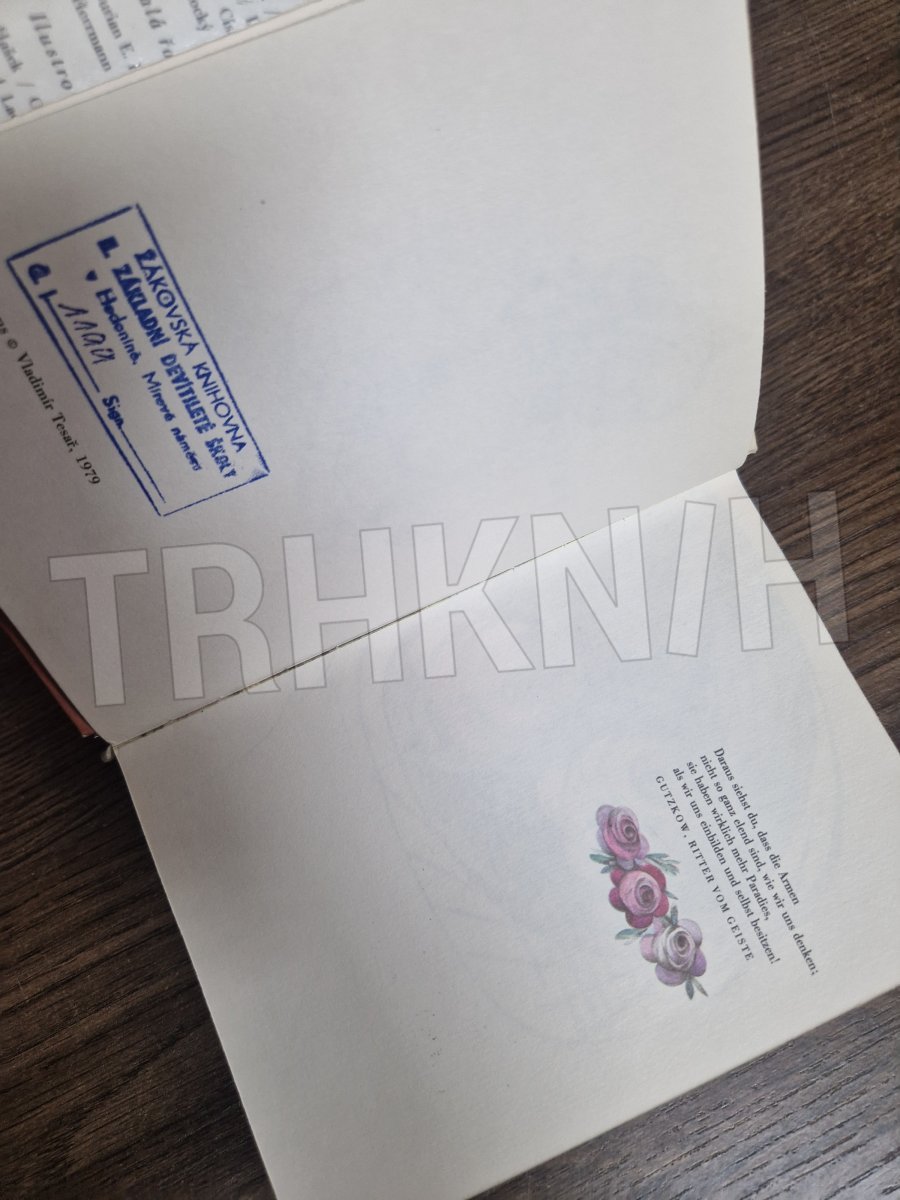 Ilustro
Vladimír Tesař, 1979
ŽÁKOVSKÁ KNIHOVNA
ZÁKLADNÍ DEVÍTILETÉ ŠKOLY
v Hodoníně, Mírové náměstí
Sign.
TRHKNIH
Daraus siehst du, dass die Armen
nicht so ganz elend sind, wie wir uns denken;
sie haben wirklich mehr Paradies,
als wir uns einbilden und selbst besitzen!
GUTZKOW, RITTER VOM GEISTE